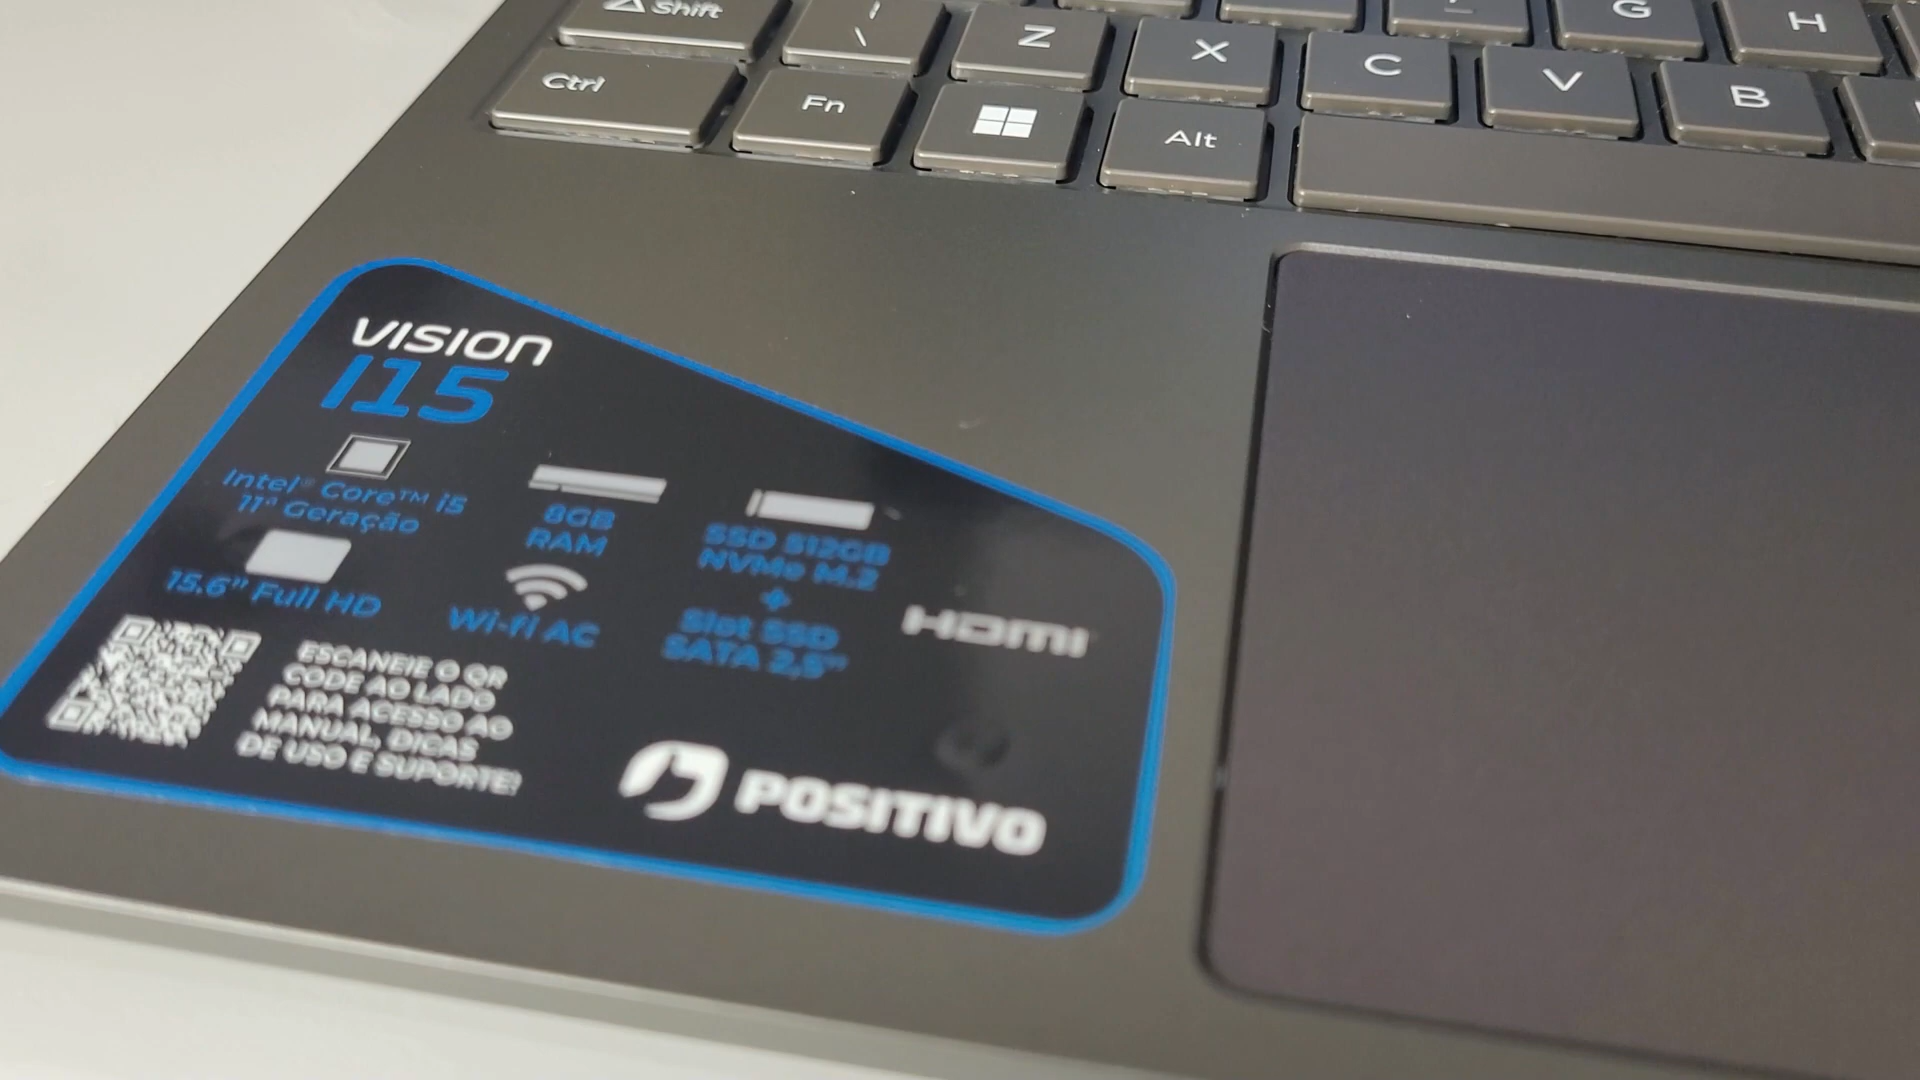 Shift
| \
Z
X
C
V
B
G
H
Ctrl
Fn
Alt
VISION
I15
Intel® Core™ i5
11ª Geração
8GB
RAM
SSD 512GB
NVMe M.2
+
Slot SSD
SATA 2,5"
15.6" Full HD
Wi-fi AC
HDMI
ESCANEIE O QR
CODE AO LADO
PARA ACESSO AO
MANUAL, DICAS
DE USO E SUPORTE!
POSITIVO